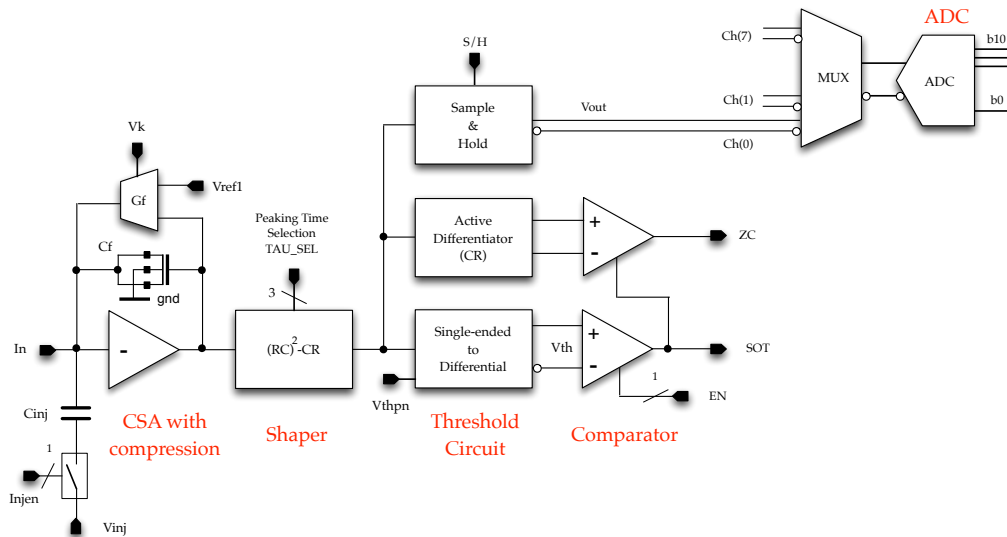 ADC
S/H
Ch(7)
b10
MUX
ADC
Sample
&
Hold
Vout
Ch(1)
b0
Ch(0)
Vk
Gf
Vref1
Peaking Time
Selection
TAU_SEL
Active
Differentiator
(CR)
+
-
ZC
Cf
gnd
3
In
-
(RC)²-CR
Single-ended
to
Differential
Vth
+
-
SOT
Vthpn
1
EN
Cinj
CSA with
compression
Shaper
Threshold
Circuit
Comparator
1
Injen
Vinj